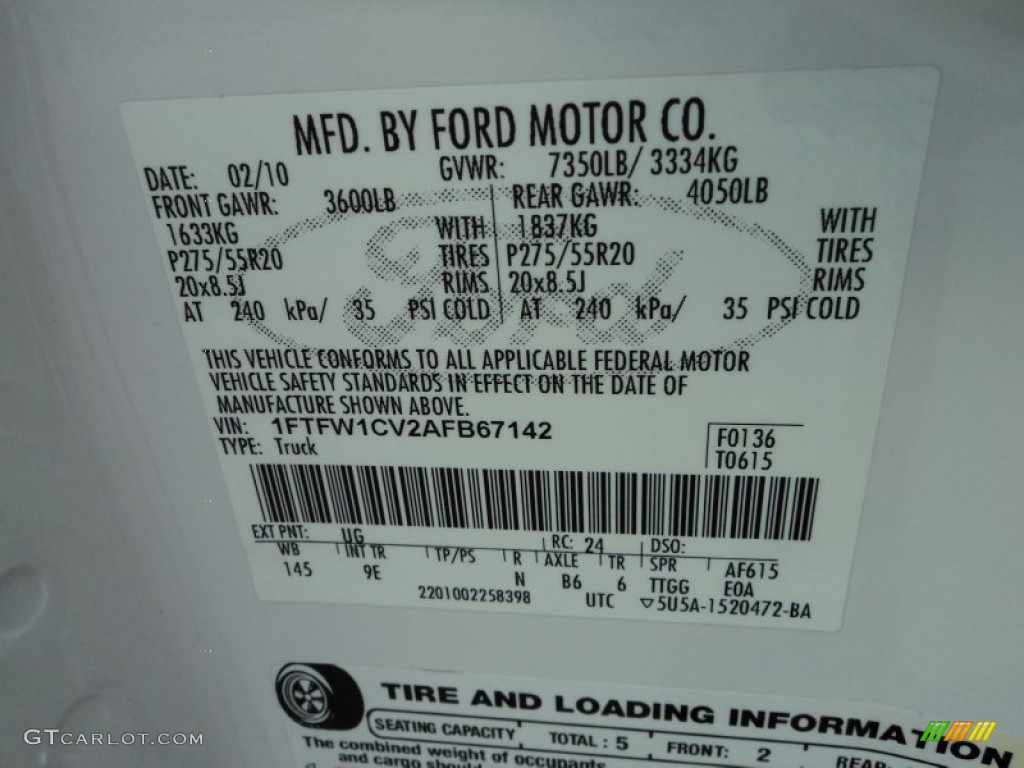 MFD. BY FORD MOTOR CO.
DATE: 02/10 GVWR: 7350LB/ 3334KG
FRONT GAWR: 3600LB REAR GAWR: 4050LB
1633KG WITH 1837KG WITH
P275/55R20 TIRES P275/55R20 TIRES
20x8.5J RIMS 20x8.5J RIMS
AT 240 kPa/ 35 PSI COLD AT 240 kPa/ 35 PSI COLD
Ford
THIS VEHICLE CONFORMS TO ALL APPLICABLE FEDERAL MOTOR
VEHICLE SAFETY STANDARDS IN EFFECT ON THE DATE OF
MANUFACTURE SHOWN ABOVE.
VIN: 1FTFW1CV2AFB67142 F0136
TYPE: Truck T0615
EXT PNT: UG RC: 24 DSO:
WB INT TR TP/PS R AXLE TR SPR AF615
145 9E N B6 6 TTGG E0A
2201002258398 UTC ▽5U5A-1520472-BA
TIRE AND LOADING INFORMATION
SEATING CAPACITY TOTAL : 5 FRONT: 2 REAR:
The combined weight of occupants
and cargo should
GTCARLOT.COM